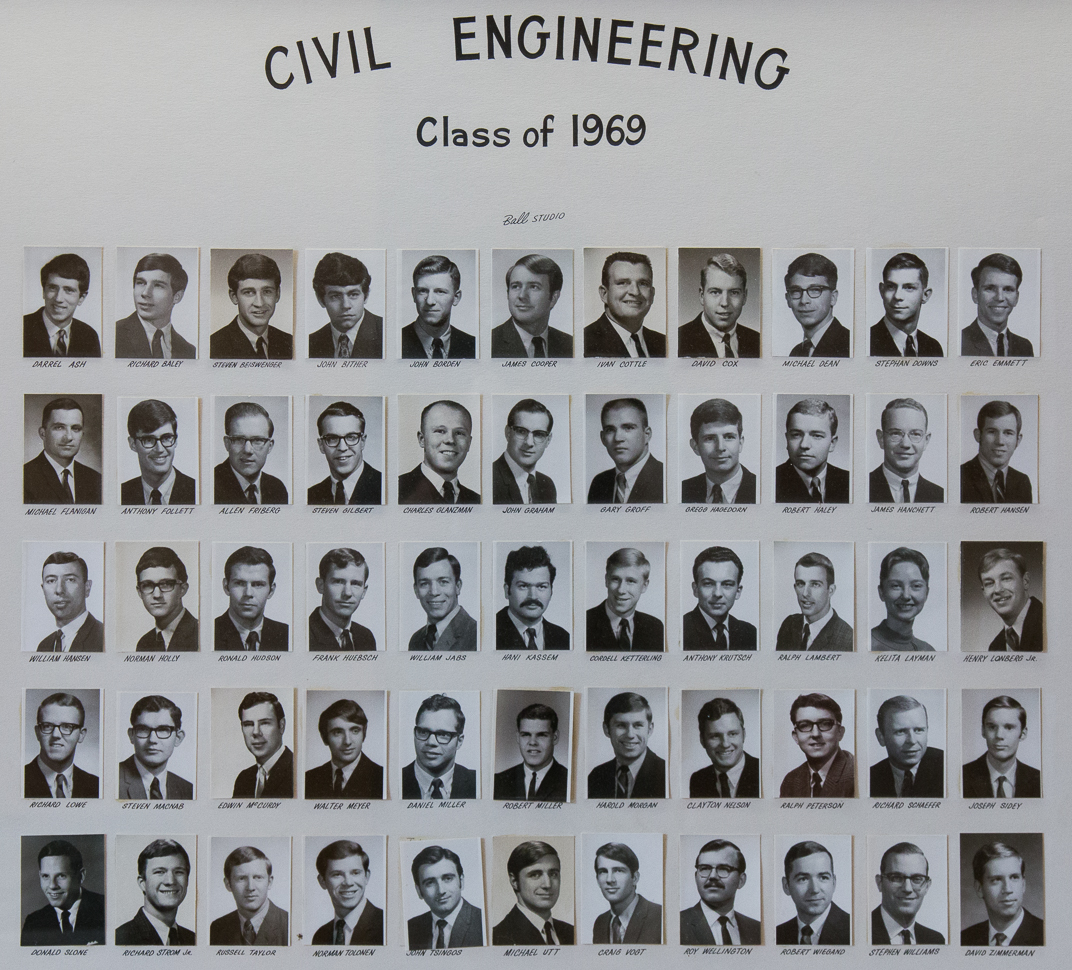 CIVIL ENGINEERING
Class of 1969
Ball STUDIO
DARREL ASH RICHARD BALEY STEVEN BEISWENGER JOHN BITHER JOHN BORDEN JAMES COOPER IVAN COTTLE DAVID COX MICHAEL DEAN STEPHAN DOWNS ERIC EMMETT
MICHAEL FLANIGAN ANTHONY FOLLETT ALLEN FRIBERG STEVEN GILBERT CHARLES GLANZMAN JOHN GRAHAM GARY GROFF GREGG HAGEDORN ROBERT HALEY JAMES HANCHETT ROBERT HANSEN
WILLIAM HANSEN NORMAN HOLLY RONALD HUDSON FRANK HUEBSCH WILLIAM JABS HANI KASSEM CORDELL KETTERLING ANTHONY KRUTSCH RALPH LAMBERT KELITA LAYMAN HENRY LONBERG Jr.
RICHARD LOWE STEVEN MACNAB EDWIN McCURDY WALTER MEYER DANIEL MILLER ROBERT MILLER HAROLD MORGAN CLAYTON NELSON RALPH PETERSON RICHARD SCHAEFER JOSEPH SIDEY
DONALD SLONE RICHARD STROM Jr. RUSSELL TAYLOR NORMAN TOLONEN JOHN TSINGOS MICHAEL UTT CRAIG VOGT ROY WELLINGTON ROBERT WIEGAND STEPHEN WILLIAMS DAVID ZIMMERMAN